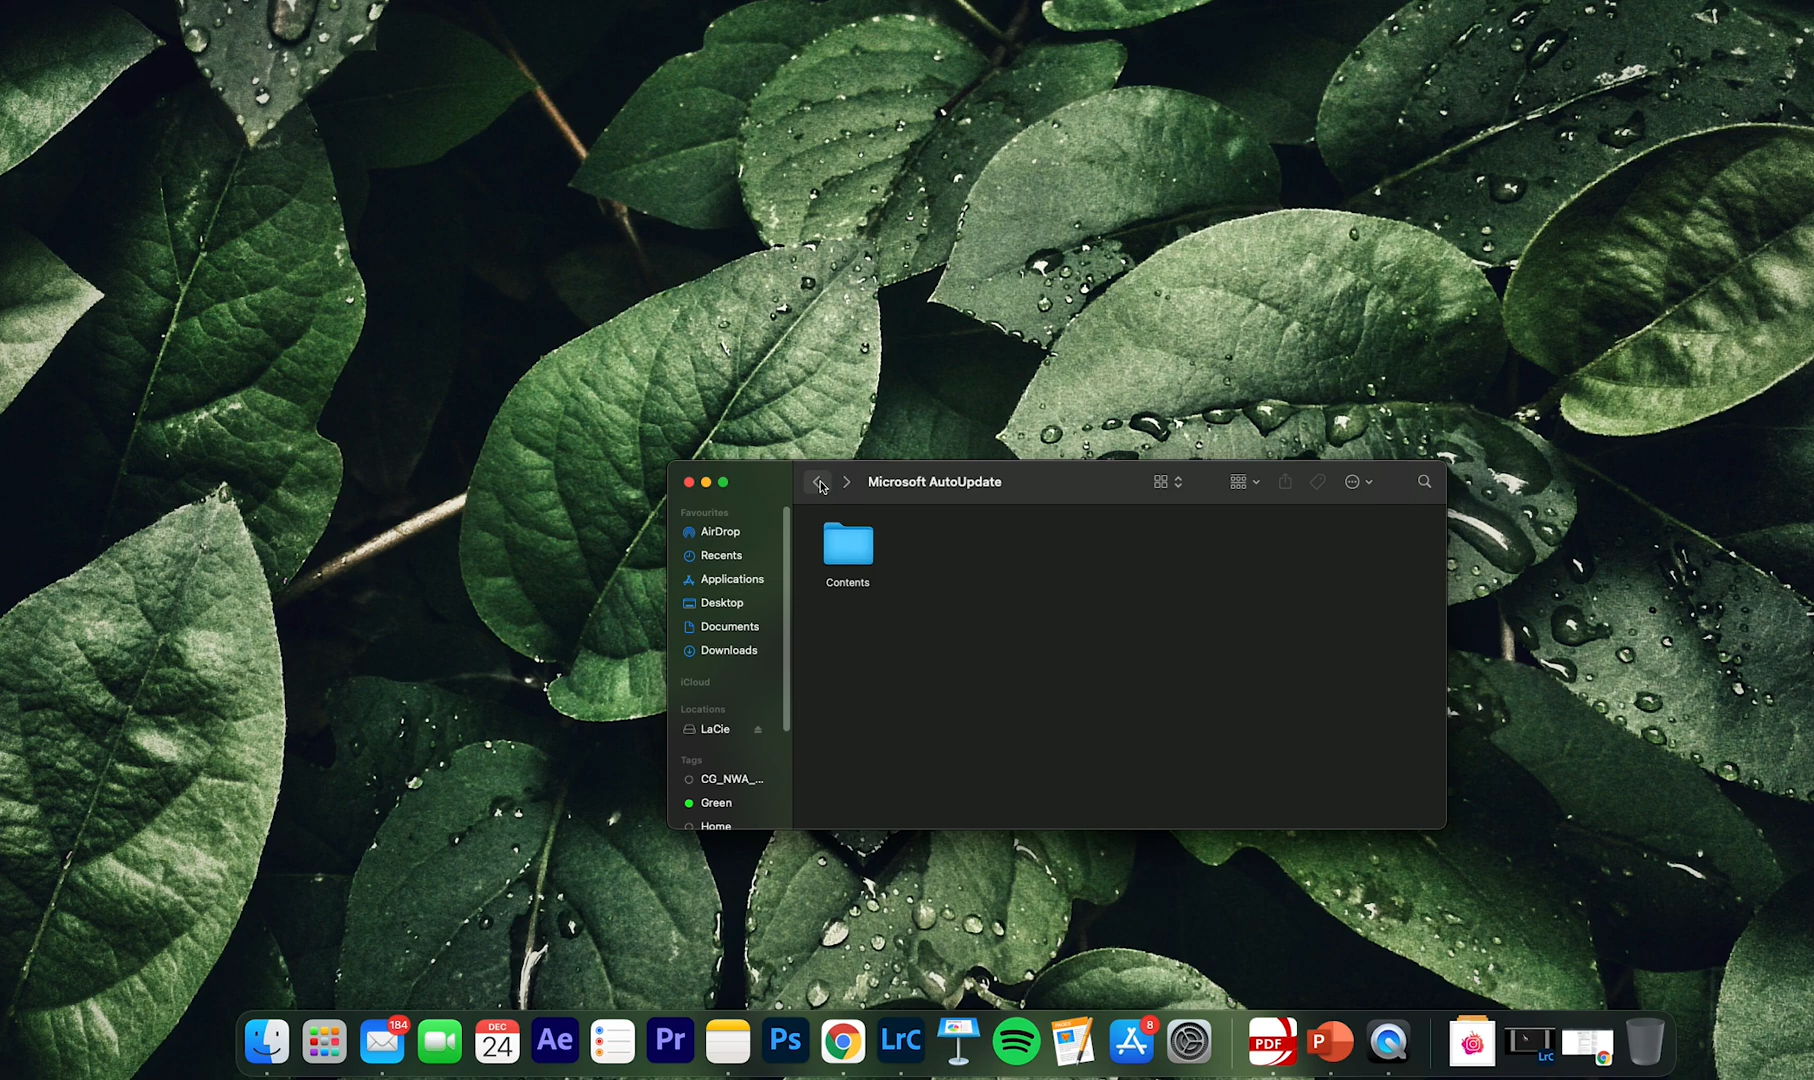 Microsoft AutoUpdate
Favourites
AirDrop
Recents
Applications
Desktop
Documents
Downloads
iCloud
Locations
LaCie
Tags
CG_NWA_...
Green
Home
Contents
184
DEC
24
Ae
Pr
Ps
LrC
PAGES
8
PDF
P
LrC